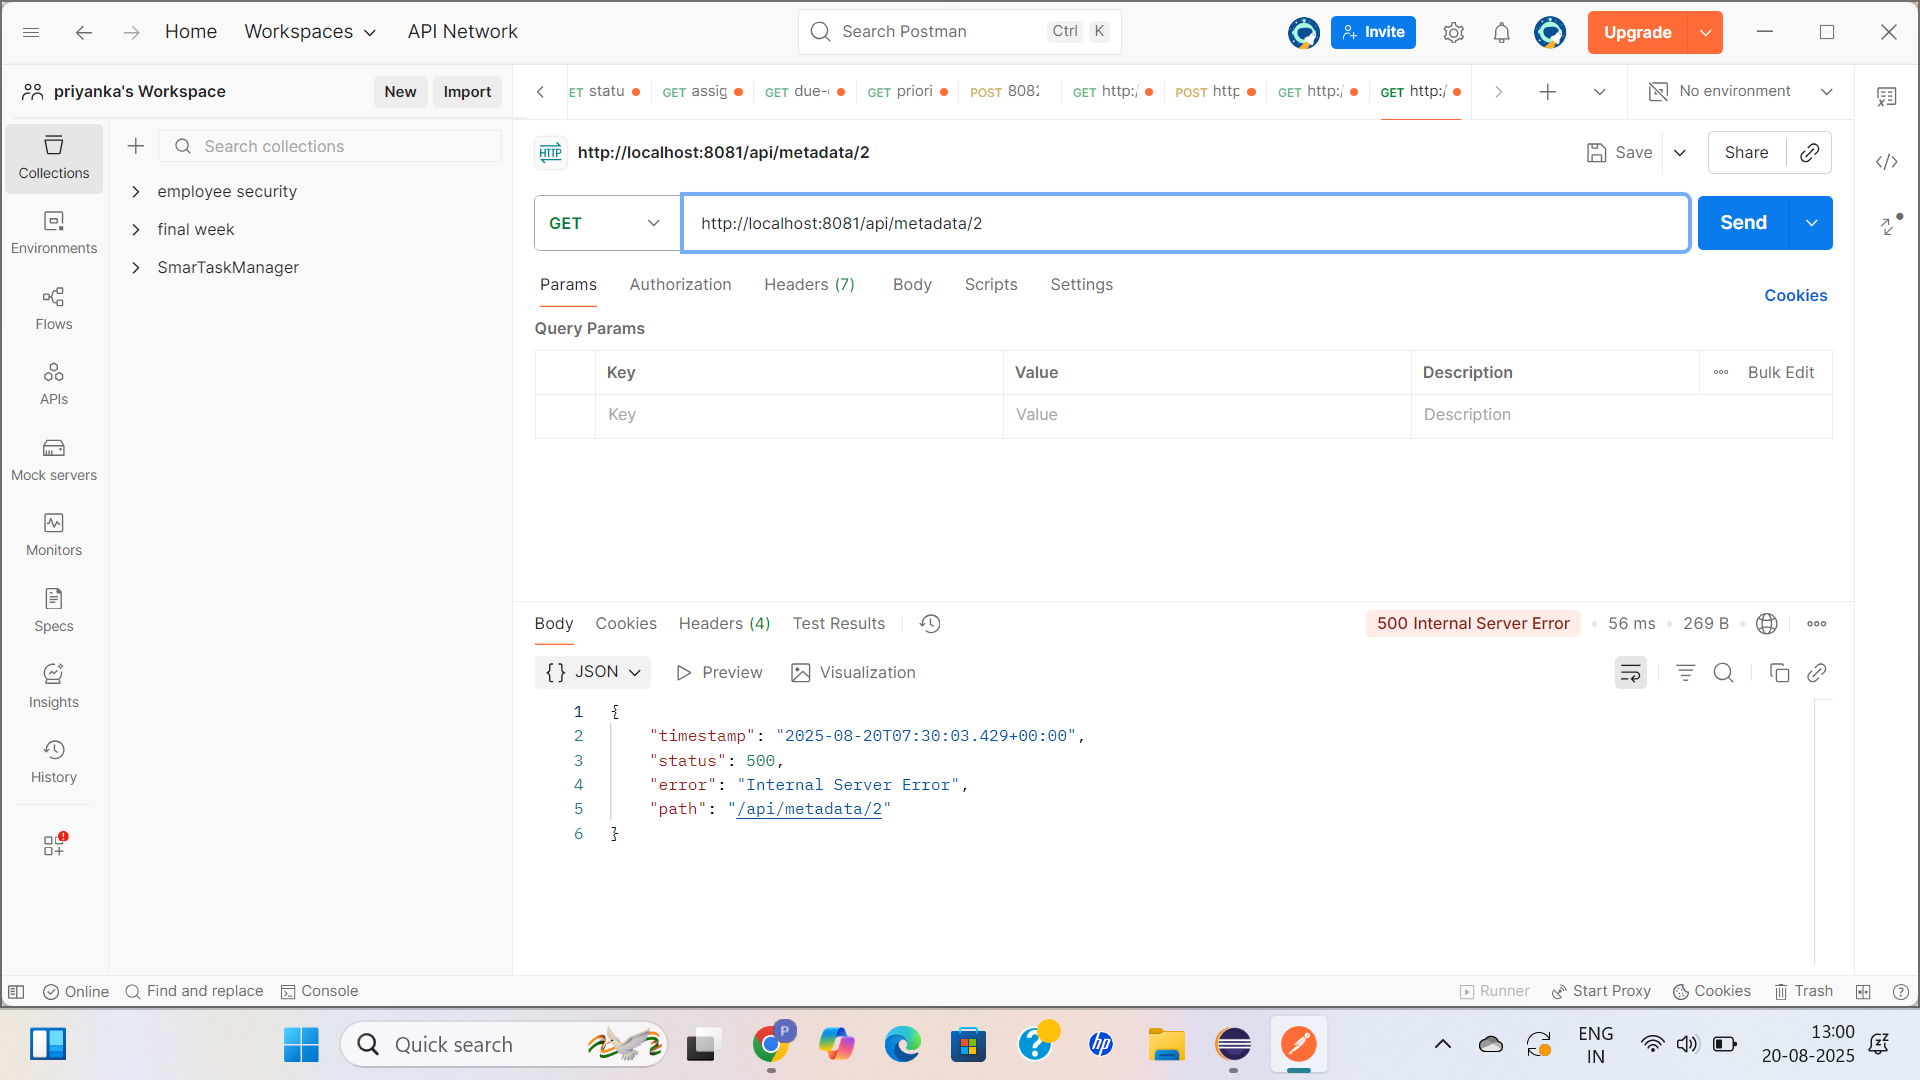 Home
Workspaces
API Network
Search Postman
Ctrl
K
Invite
Upgrade
priyanka's Workspace
New
Import
ET statu
GET assig
GET due-
GET priori
POST 8082
GET http:/
POST http
GET http:/
GET http:/
No environment
Collections
Environments
Flows
APIs
Mock servers
Monitors
Specs
Insights
History
Search collections
employee security
final week
SmarTaskManager
HTTP
http://localhost:8081/api/metadata/2
Save
Share
GET
http://localhost:8081/api/metadata/2
Send
Params
Authorization
Headers (7)
Body
Scripts
Settings
Cookies
Query Params
Key
Value
Description
Bulk Edit
Key
Value
Description
Body
Cookies
Headers (4)
Test Results
500 Internal Server Error
56 ms
269 B
{} JSON
Preview
Visualization
1 {
2 "timestamp": "2025-08-20T07:30:03.429+00:00",
3 "status": 500,
4 "error": "Internal Server Error",
5 "path": "/api/metadata/2"
6 }
Online
Find and replace
Console
Runner
Start Proxy
Cookies
Trash
Quick search
P
hp
ENG
IN
13:00
20-08-2025